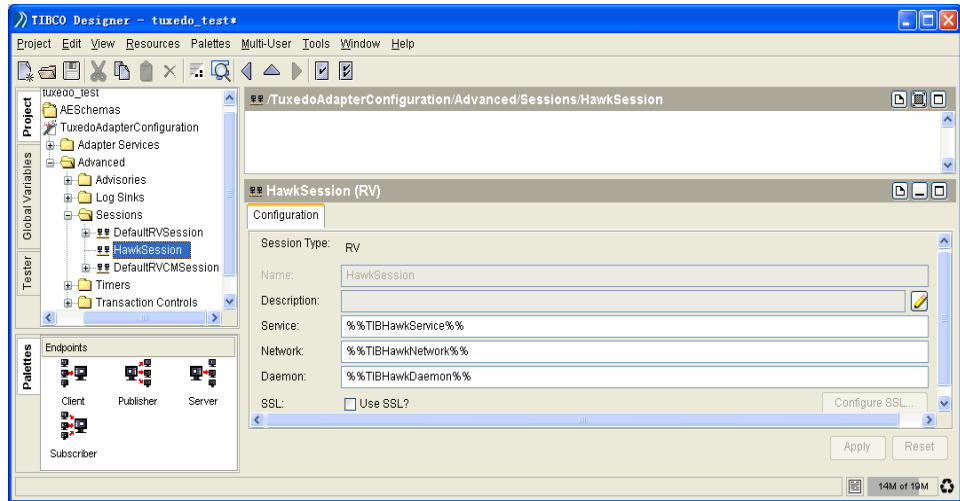 TIBCO Designer - tuxedo_test*
Project Edit View Resources Palettes Multi-User Tools Window Help
Project
Global Variables
Tester
tuxedo_test
AESchemas
TuxedoAdapterConfiguration
Adapter Services
Advanced
Advisories
Log Sinks
Sessions
DefaultRVSession
HawkSession
DefaultRVCMSession
Timers
Transaction Controls
Palettes
Endpoints
Client Publisher Server
Subscriber
/TuxedoAdapterConfiguration/Advanced/Sessions/HawkSession
HawkSession (RV)
Configuration
Session Type: RV
Name: HawkSession
Description:
Service: %%TIBHawkService%%
Network: %%TIBHawkNetwork%%
Daemon: %%TIBHawkDaemon%%
SSL: Use SSL? Configure SSL...
Apply Reset
14M of 19M